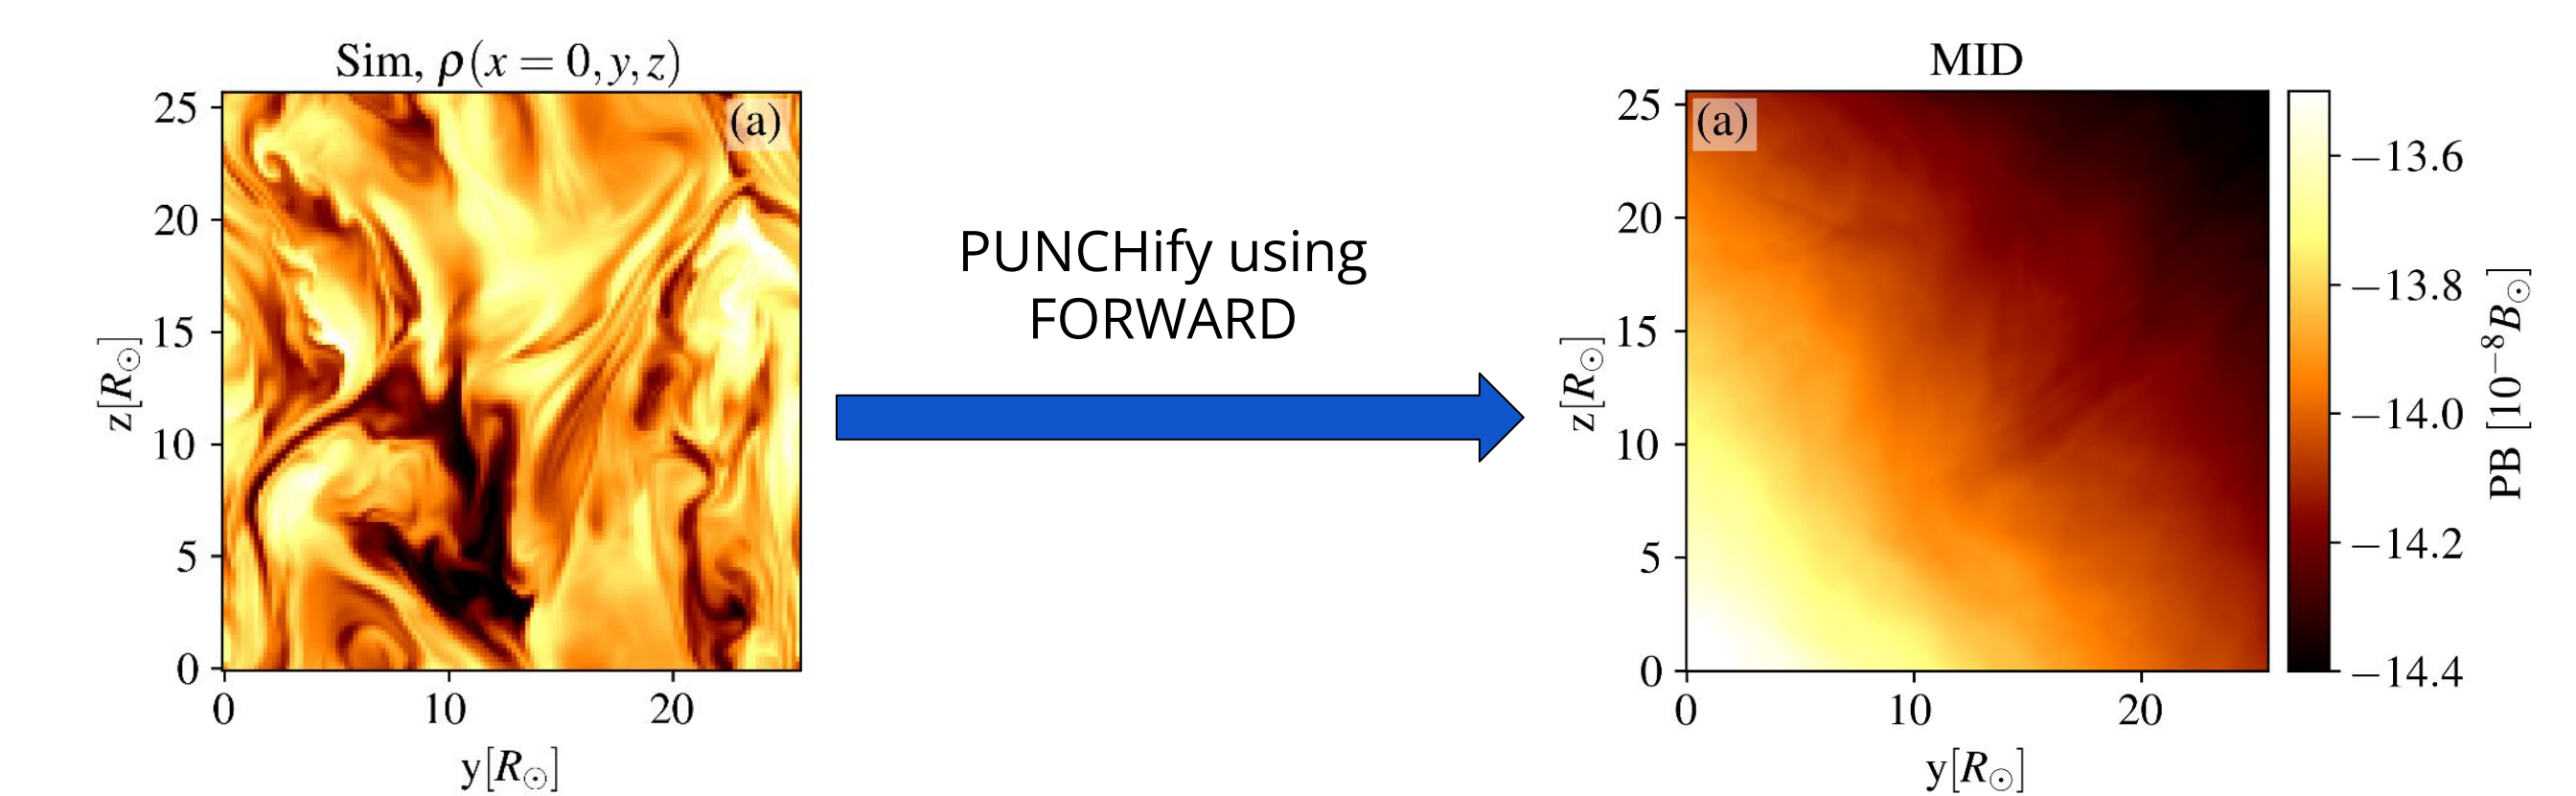 Sim, ρ(x = 0, y, z)
(a)
25
20
15
10
5
0
z[R☉]
0 10 20
y[R☉]
PUNCHify using
FORWARD
MID
(a)
25
20
15
10
5
0
z[R☉]
0 10 20
y[R☉]
−13.6
−13.8
−14.0
−14.2
−14.4
PB [10⁻⁸B☉]